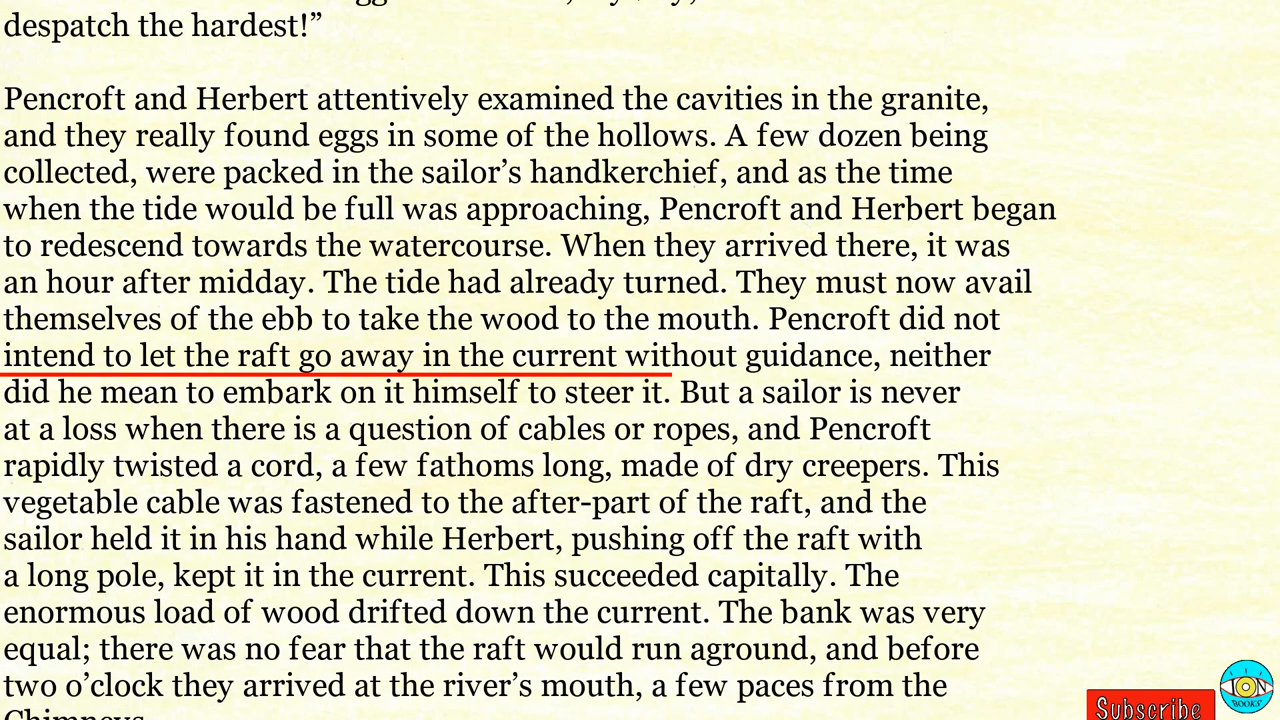 despatch the hardest!”
Pencroft and Herbert attentively examined the cavities in the granite,
and they really found eggs in some of the hollows. A few dozen being
collected, were packed in the sailor’s handkerchief, and as the time
when the tide would be full was approaching, Pencroft and Herbert began
to redescend towards the watercourse. When they arrived there, it was
an hour after midday. The tide had already turned. They must now avail
themselves of the ebb to take the wood to the mouth. Pencroft did not
intend to let the raft go away in the current without guidance, neither
did he mean to embark on it himself to steer it. But a sailor is never
at a loss when there is a question of cables or ropes, and Pencroft
rapidly twisted a cord, a few fathoms long, made of dry creepers. This
vegetable cable was fastened to the after-part of the raft, and the
sailor held it in his hand while Herbert, pushing off the raft with
a long pole, kept it in the current. This succeeded capitally. The
enormous load of wood drifted down the current. The bank was very
equal; there was no fear that the raft would run aground, and before
two o’clock they arrived at the river’s mouth, a few paces from the
Chimneys.
Subscribe
ION
BOOKS